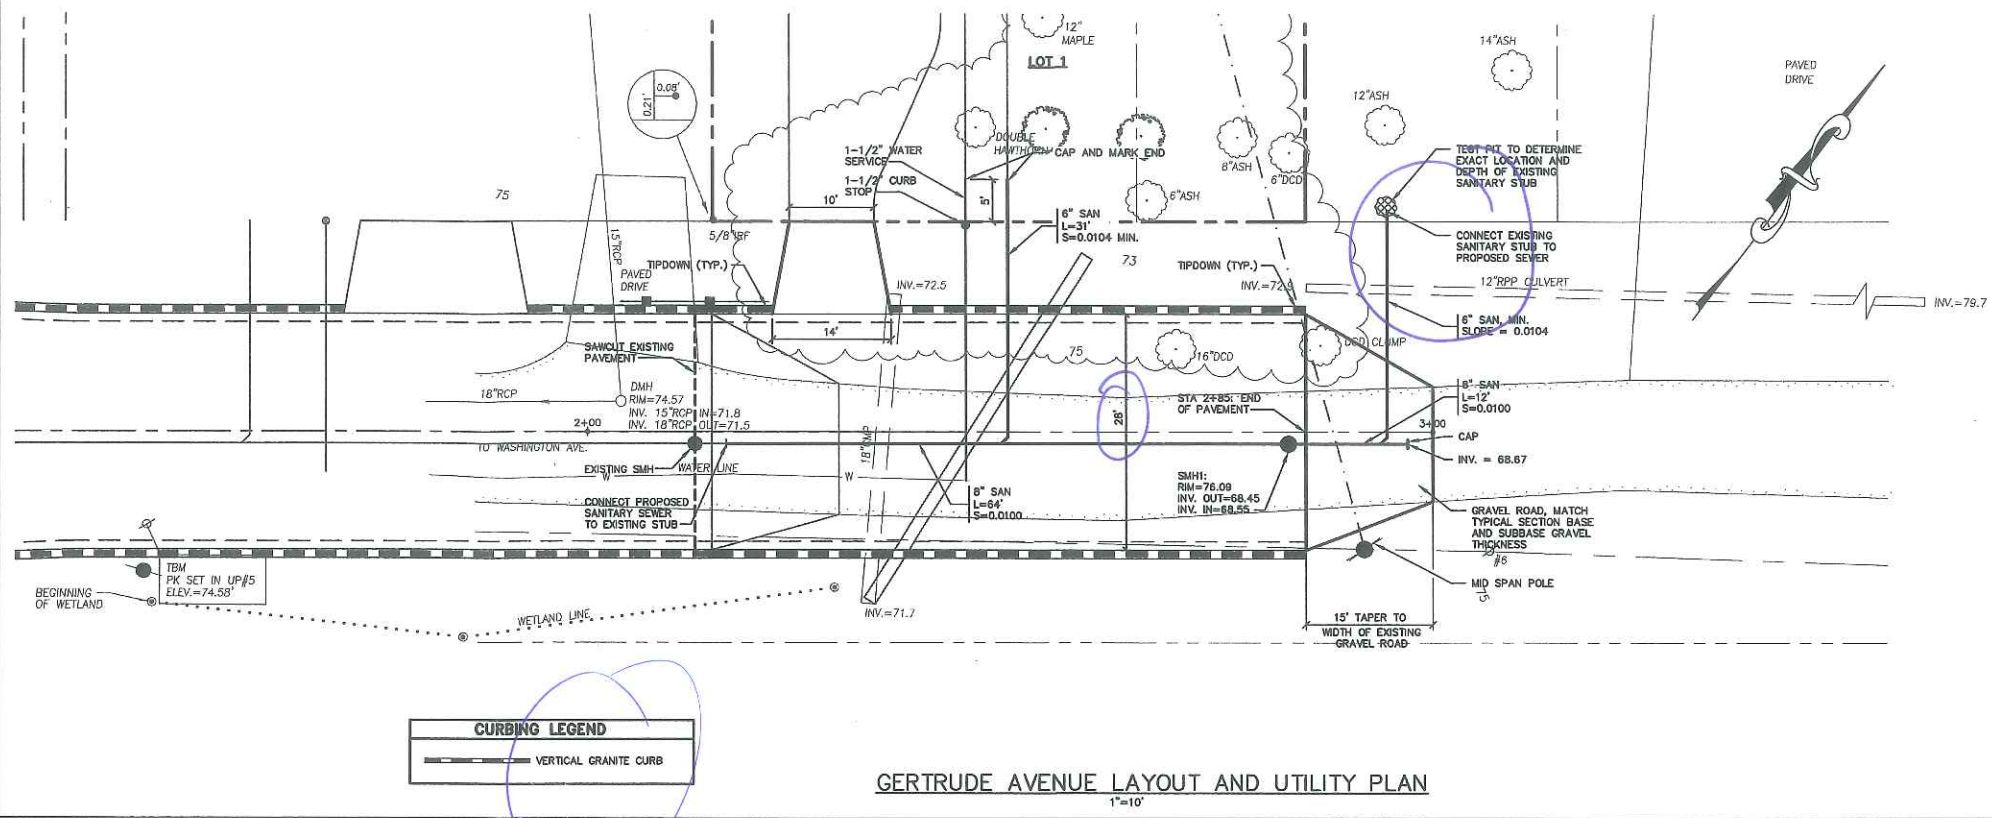 12"
MAPLE
LOT 1
14"ASH
PAVED
DRIVE
0.08'
0.21'
12"ASH
DOUBLE
HAWTHORN
CAP AND MARK END
1-1/2" WATER
SERVICE
1-1/2" CURB
STOP
8"ASH
6"DCD
TEST PIT TO DETERMINE
EXACT LOCATION AND
DEPTH OF EXISTING
SANITARY STUB
75
10'
5'
6"ASH
6" SAN
L=31'
S=0.0104 MIN.
5/8"IRF
15"RCP
CONNECT EXISTING
SANITARY STUB TO
PROPOSED SEWER
TIPDOWN (TYP.)
PAVED
DRIVE
73
TIPDOWN (TYP.)
INV.=72.5
INV.=72.9
12"RPP CULVERT
INV.=79.7
14'
6" SAN, MIN.
SLOPE = 0.0104
SAWCUT EXISTING
PAVEMENT
75
16"DCD
DCD CLUMP
18"RCP
DMH
RIM=74.57
INV. 15"RCP IN=71.8
INV. 18"RCP OUT=71.5
28'
STA 2+85: END
OF PAVEMENT
8" SAN
L=12'
S=0.0100
2+00
3+00
TO WASHINGTON AVE.
18"CMP
CAP
EXISTING SMH
WATER LINE
W
W
INV. = 68.67
CONNECT PROPOSED
SANITARY SEWER
TO EXISTING STUB
8" SAN
L=64'
S=0.0100
SMH1:
RIM=76.09
INV. OUT=68.45
INV. IN=68.55
GRAVEL ROAD, MATCH
TYPICAL SECTION BASE
AND SUBBASE GRAVEL
THICKNESS
#6
MID SPAN POLE
75
TBM
PK SET IN UP#5
ELEV.=74.58'
BEGINNING
OF WETLAND
WETLAND LINE
INV.=71.7
15' TAPER TO
WIDTH OF EXISTING
GRAVEL ROAD
CURBING LEGEND
VERTICAL GRANITE CURB
GERTRUDE AVENUE LAYOUT AND UTILITY PLAN
1"=10'